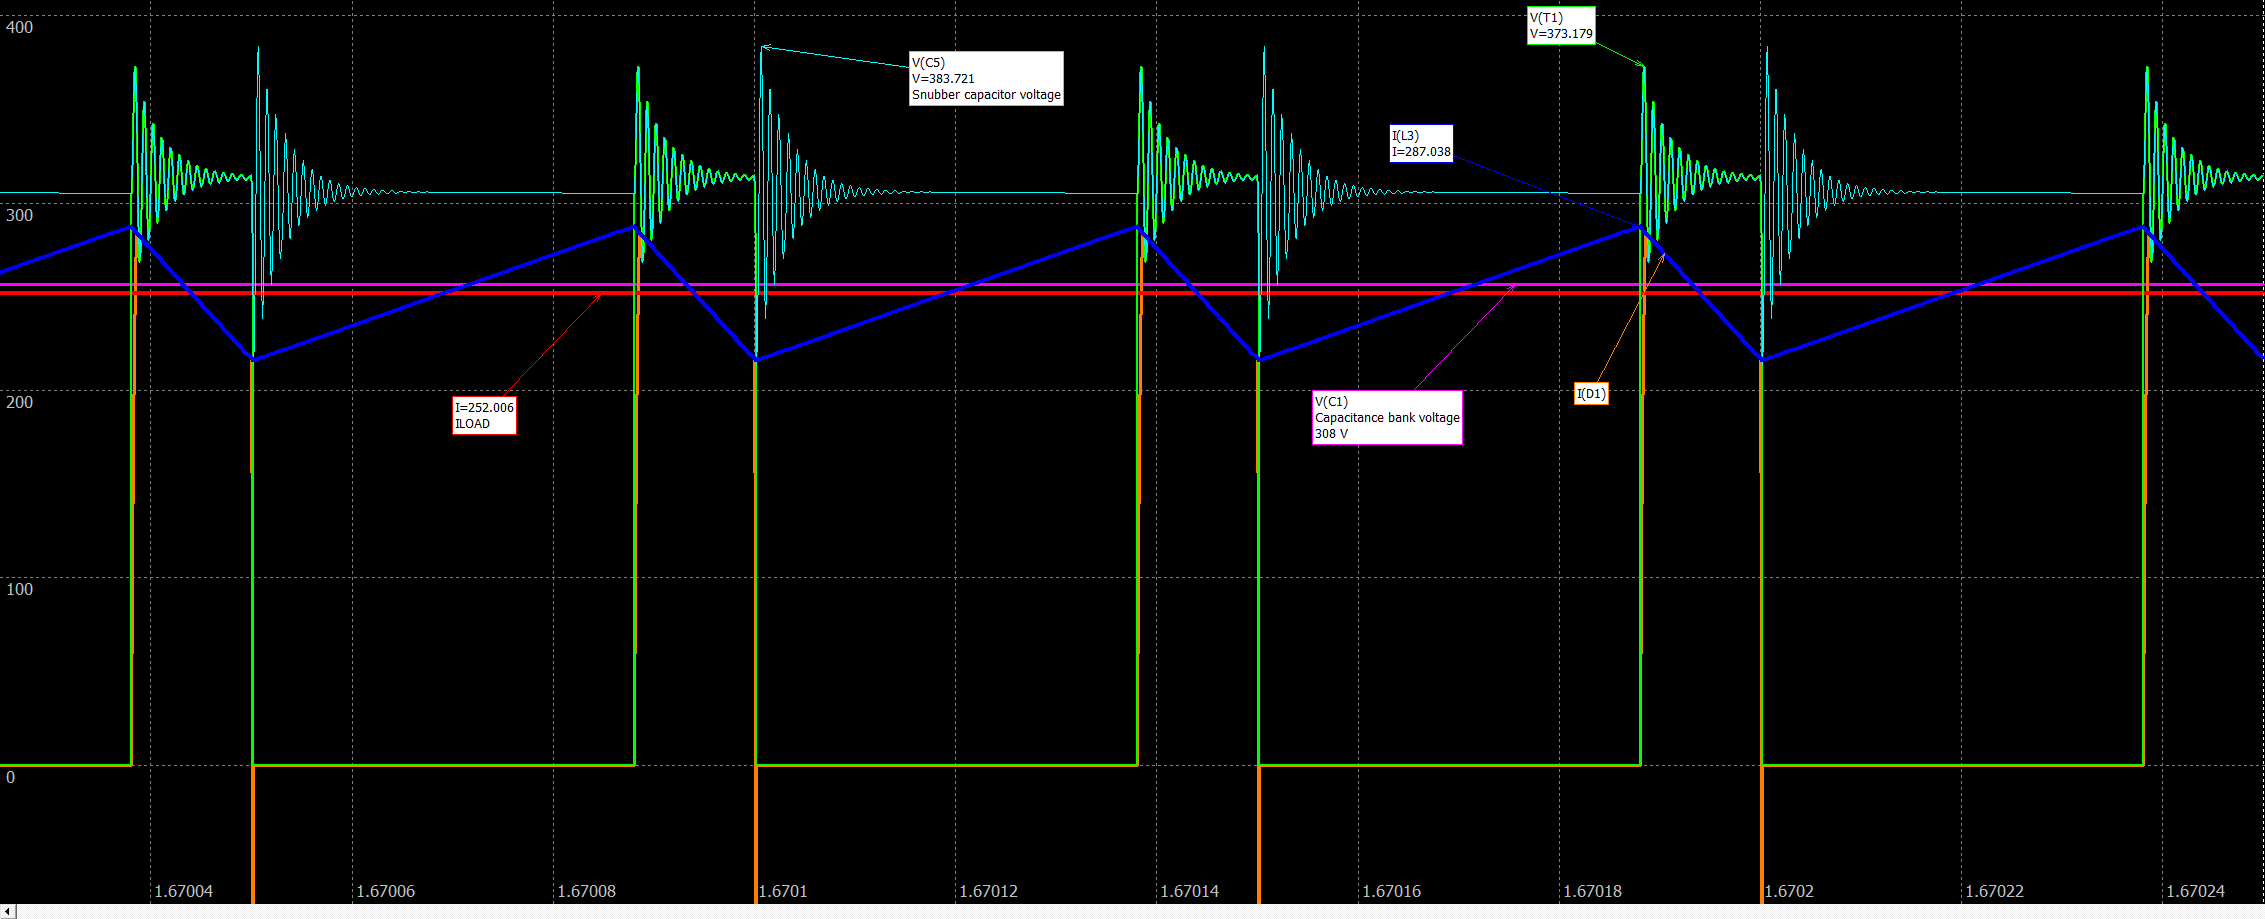 400
V(T1)
V=373.179
V(C5)
V=383.721
Snubber capacitor voltage
I(L3)
I=287.038
300
200
I=252.006
ILOAD
V(C1)
Capacitance bank voltage
308 V
I(D1)
100
0
1.67004
1.67006
1.67008
1.6701
1.67012
1.67014
1.67016
1.67018
1.6702
1.67022
1.67024